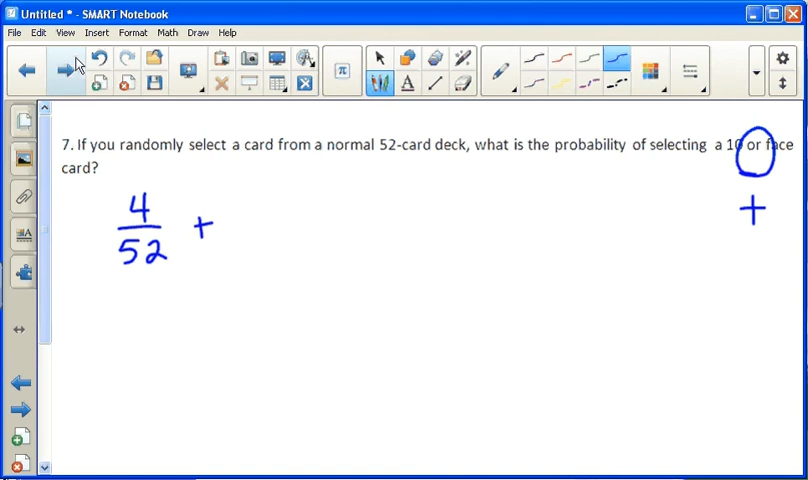 Untitled * - SMART Notebook
File Edit View Insert Format Math Draw Help
π
A
7. If you randomly select a card from a normal 52-card deck, what is the probability of selecting a 10 or face
card?
4
52
+
+